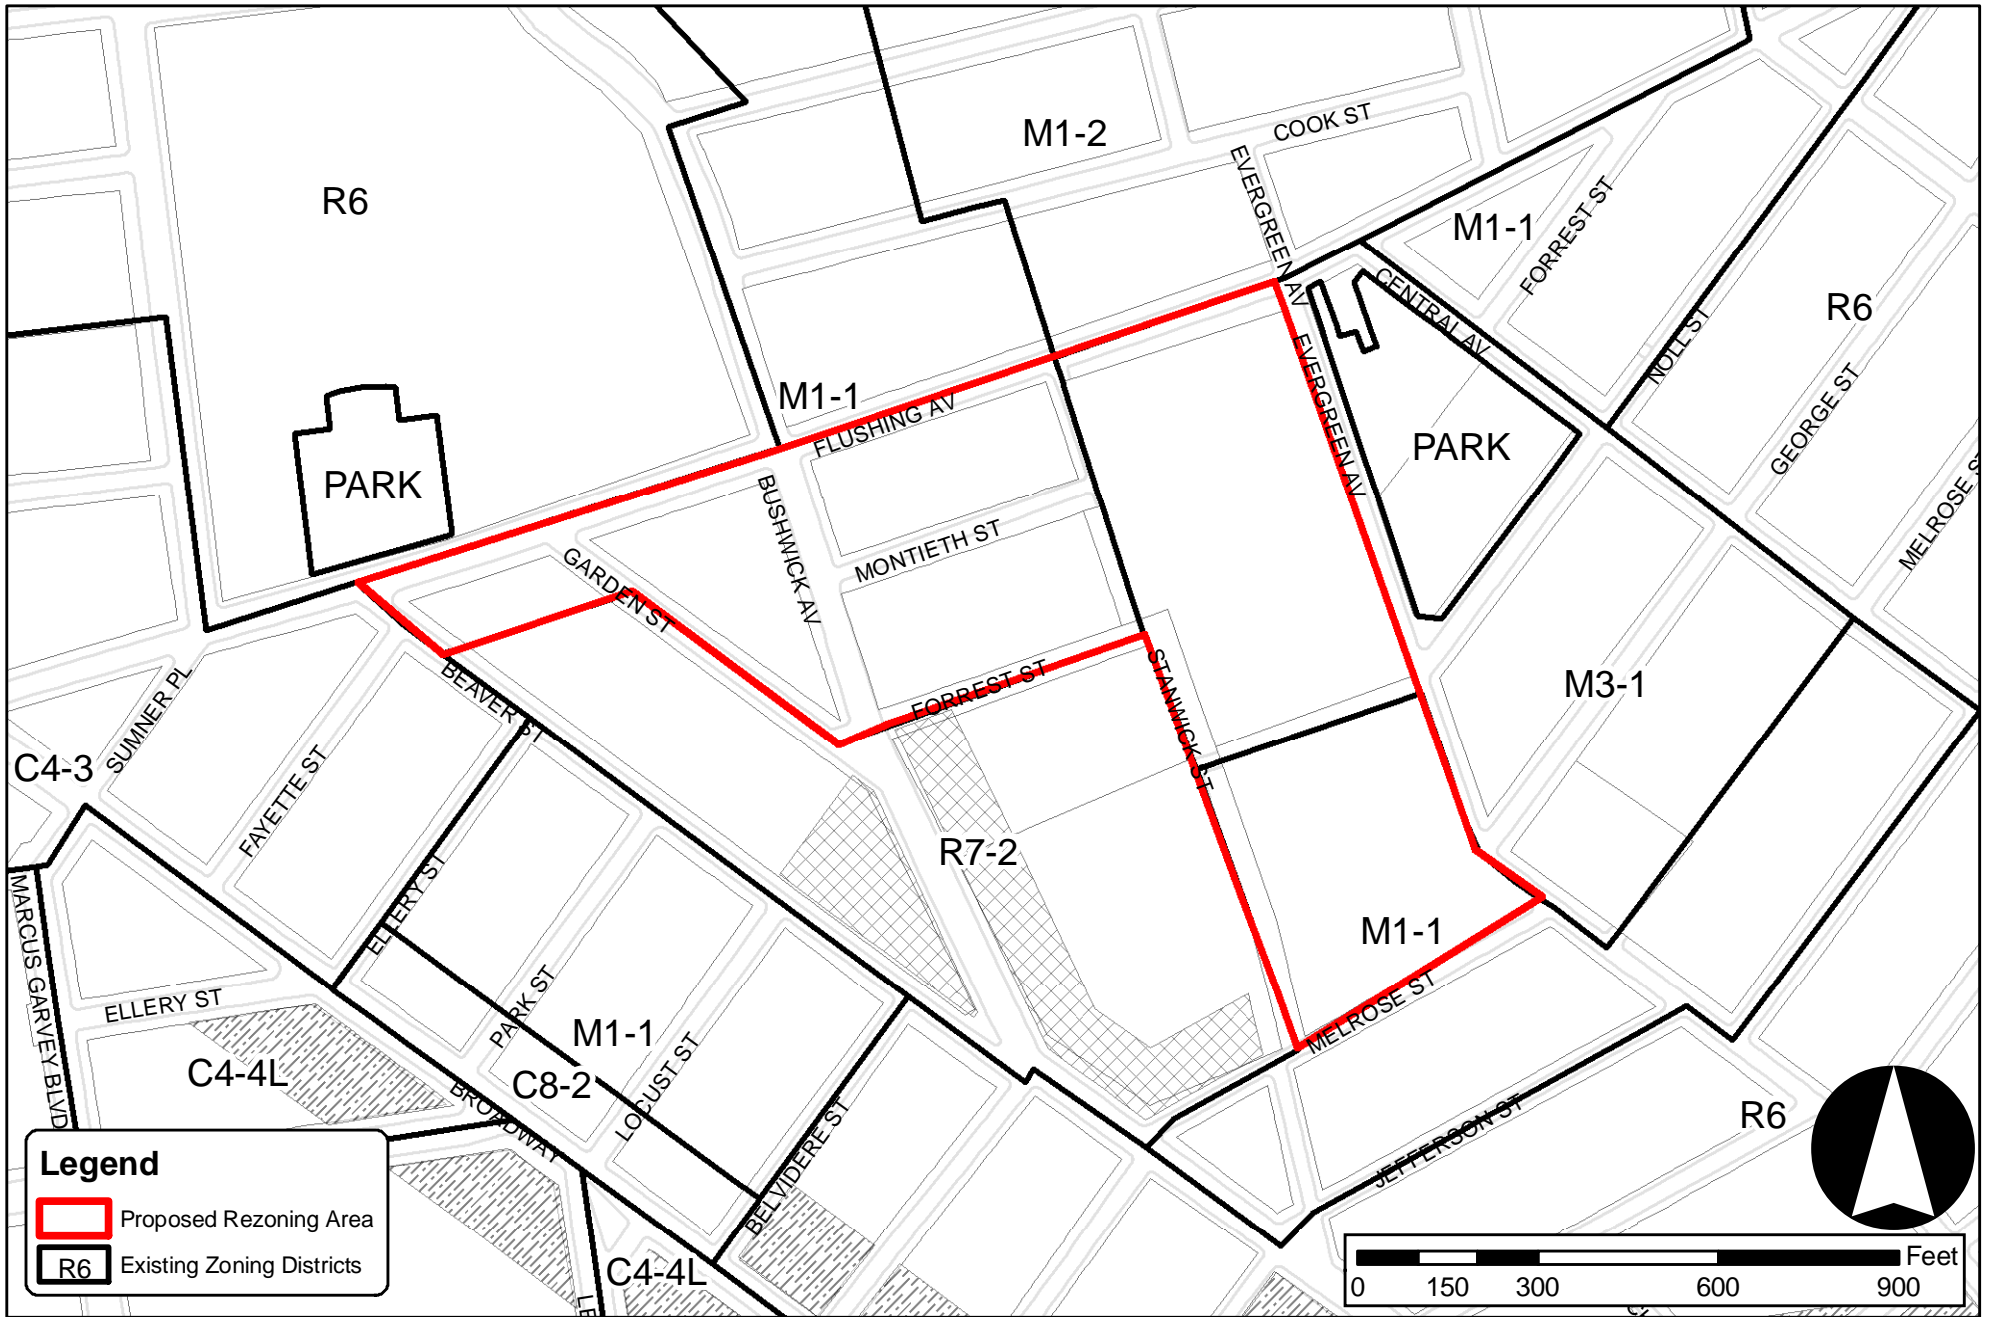 COOK ST
M1-2
EVERGREEN AV
R6
M1-1
FORREST ST
CENTRAL AV
R6
NOLL ST
M1-1
FLUSHING AV
EVERGREEN AV
GEORGE ST
PARK
PARK
MELROSE ST
BUSHWICK AV
MONTIETH ST
GARDEN ST
BEAVER ST
FORREST ST
STANWICK ST
M3-1
SUMNER PL
C4-3
FAYETTE ST
R7-2
ELLERY ST
MARCUS GARVEY BLVD
M1-1
ELLERY ST
PARK ST
M1-1
LOCUST ST
MELROSE ST
C4-4L
C8-2
BROADWAY
BELVIDERE ST
JEFFERSON ST
R6
C4-4L
Legend
Proposed Rezoning Area
R6 Existing Zoning Districts
Feet
0 150 300 600 900